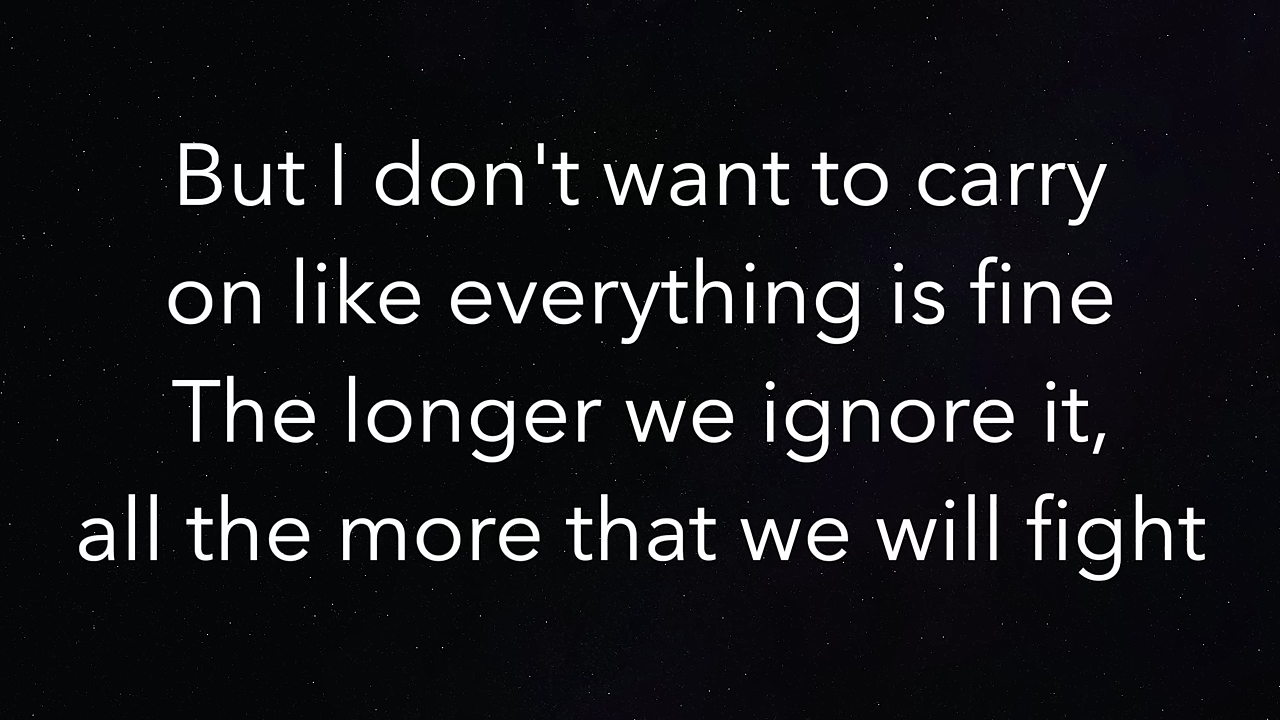 But I don't want to carry
on like everything is fine
The longer we ignore it,
all the more that we will fight